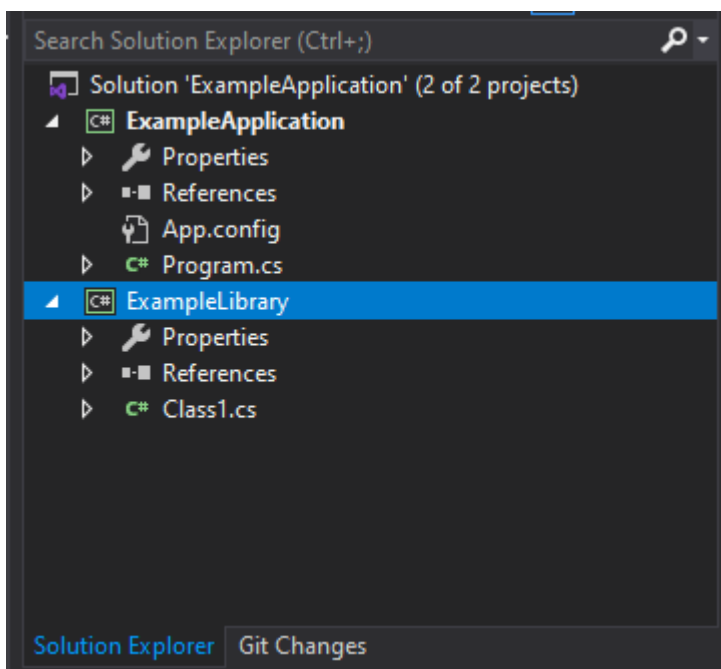 Search Solution Explorer (Ctrl+;)
Solution 'ExampleApplication' (2 of 2 projects)
C# ExampleApplication
Properties
References
App.config
C# Program.cs
C# ExampleLibrary
Properties
References
C# Class1.cs
Solution Explorer Git Changes